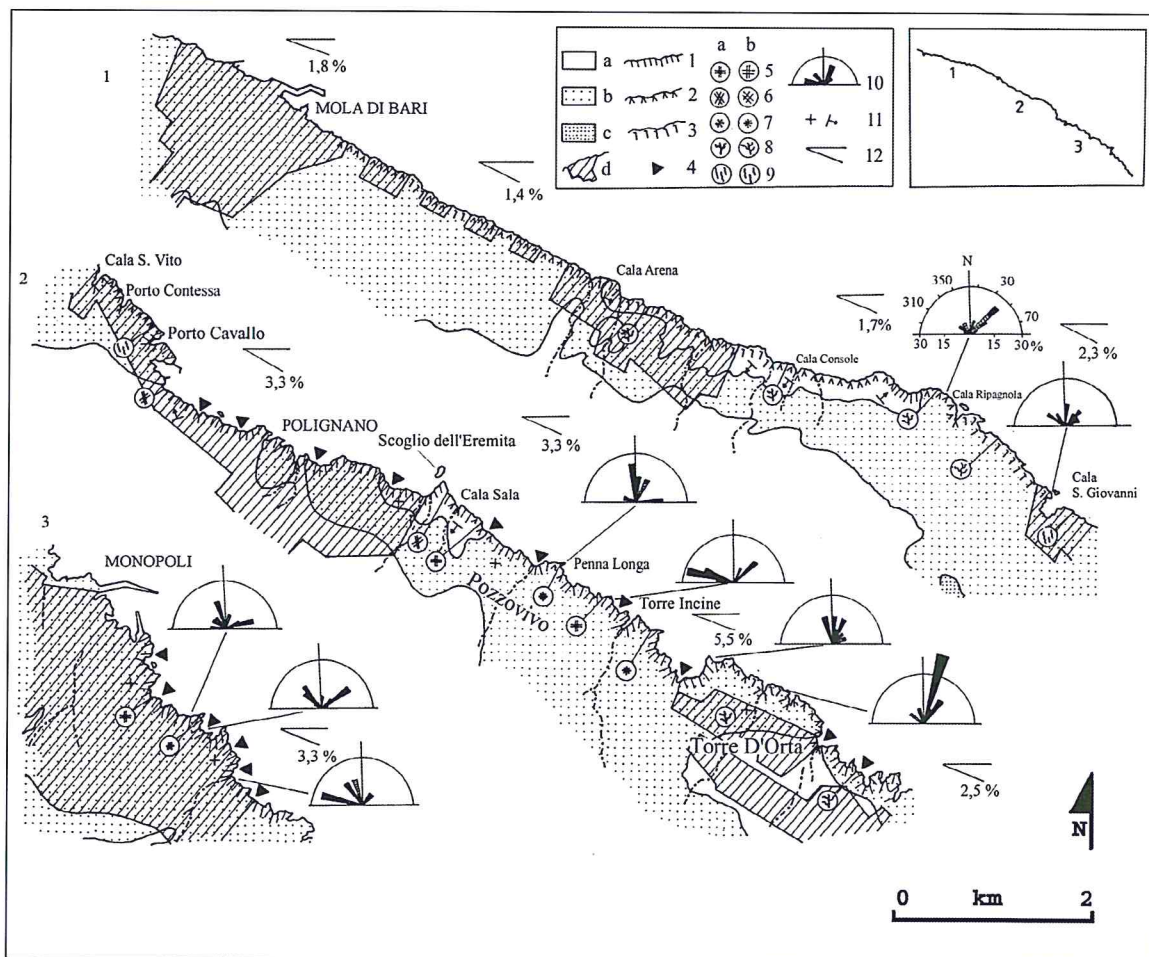 1
1,8 %
MOLA DI BARI
1,4 %
a
b
c
d
1
2
3
4
a b
5
6
7
8
9
10
11
12
1
2
3
Cala Arena
1,7%
N
350
30
310
70
30 15 15 30%
2,3 %
Cala Console
Cala Ripagnola
Cala
S. Giovanni
2
Cala S. Vito
Porto Contessa
Porto Cavallo
3,3 %
POLIGNANO
Scoglio dell'Eremita
3,3 %
Cala Sala
POZZOVIVO
Penna Longa
Torre Incine
5,5 %
Torre D'Orta
2,5 %
3
MONOPOLI
3,3 %
N
0 km 2